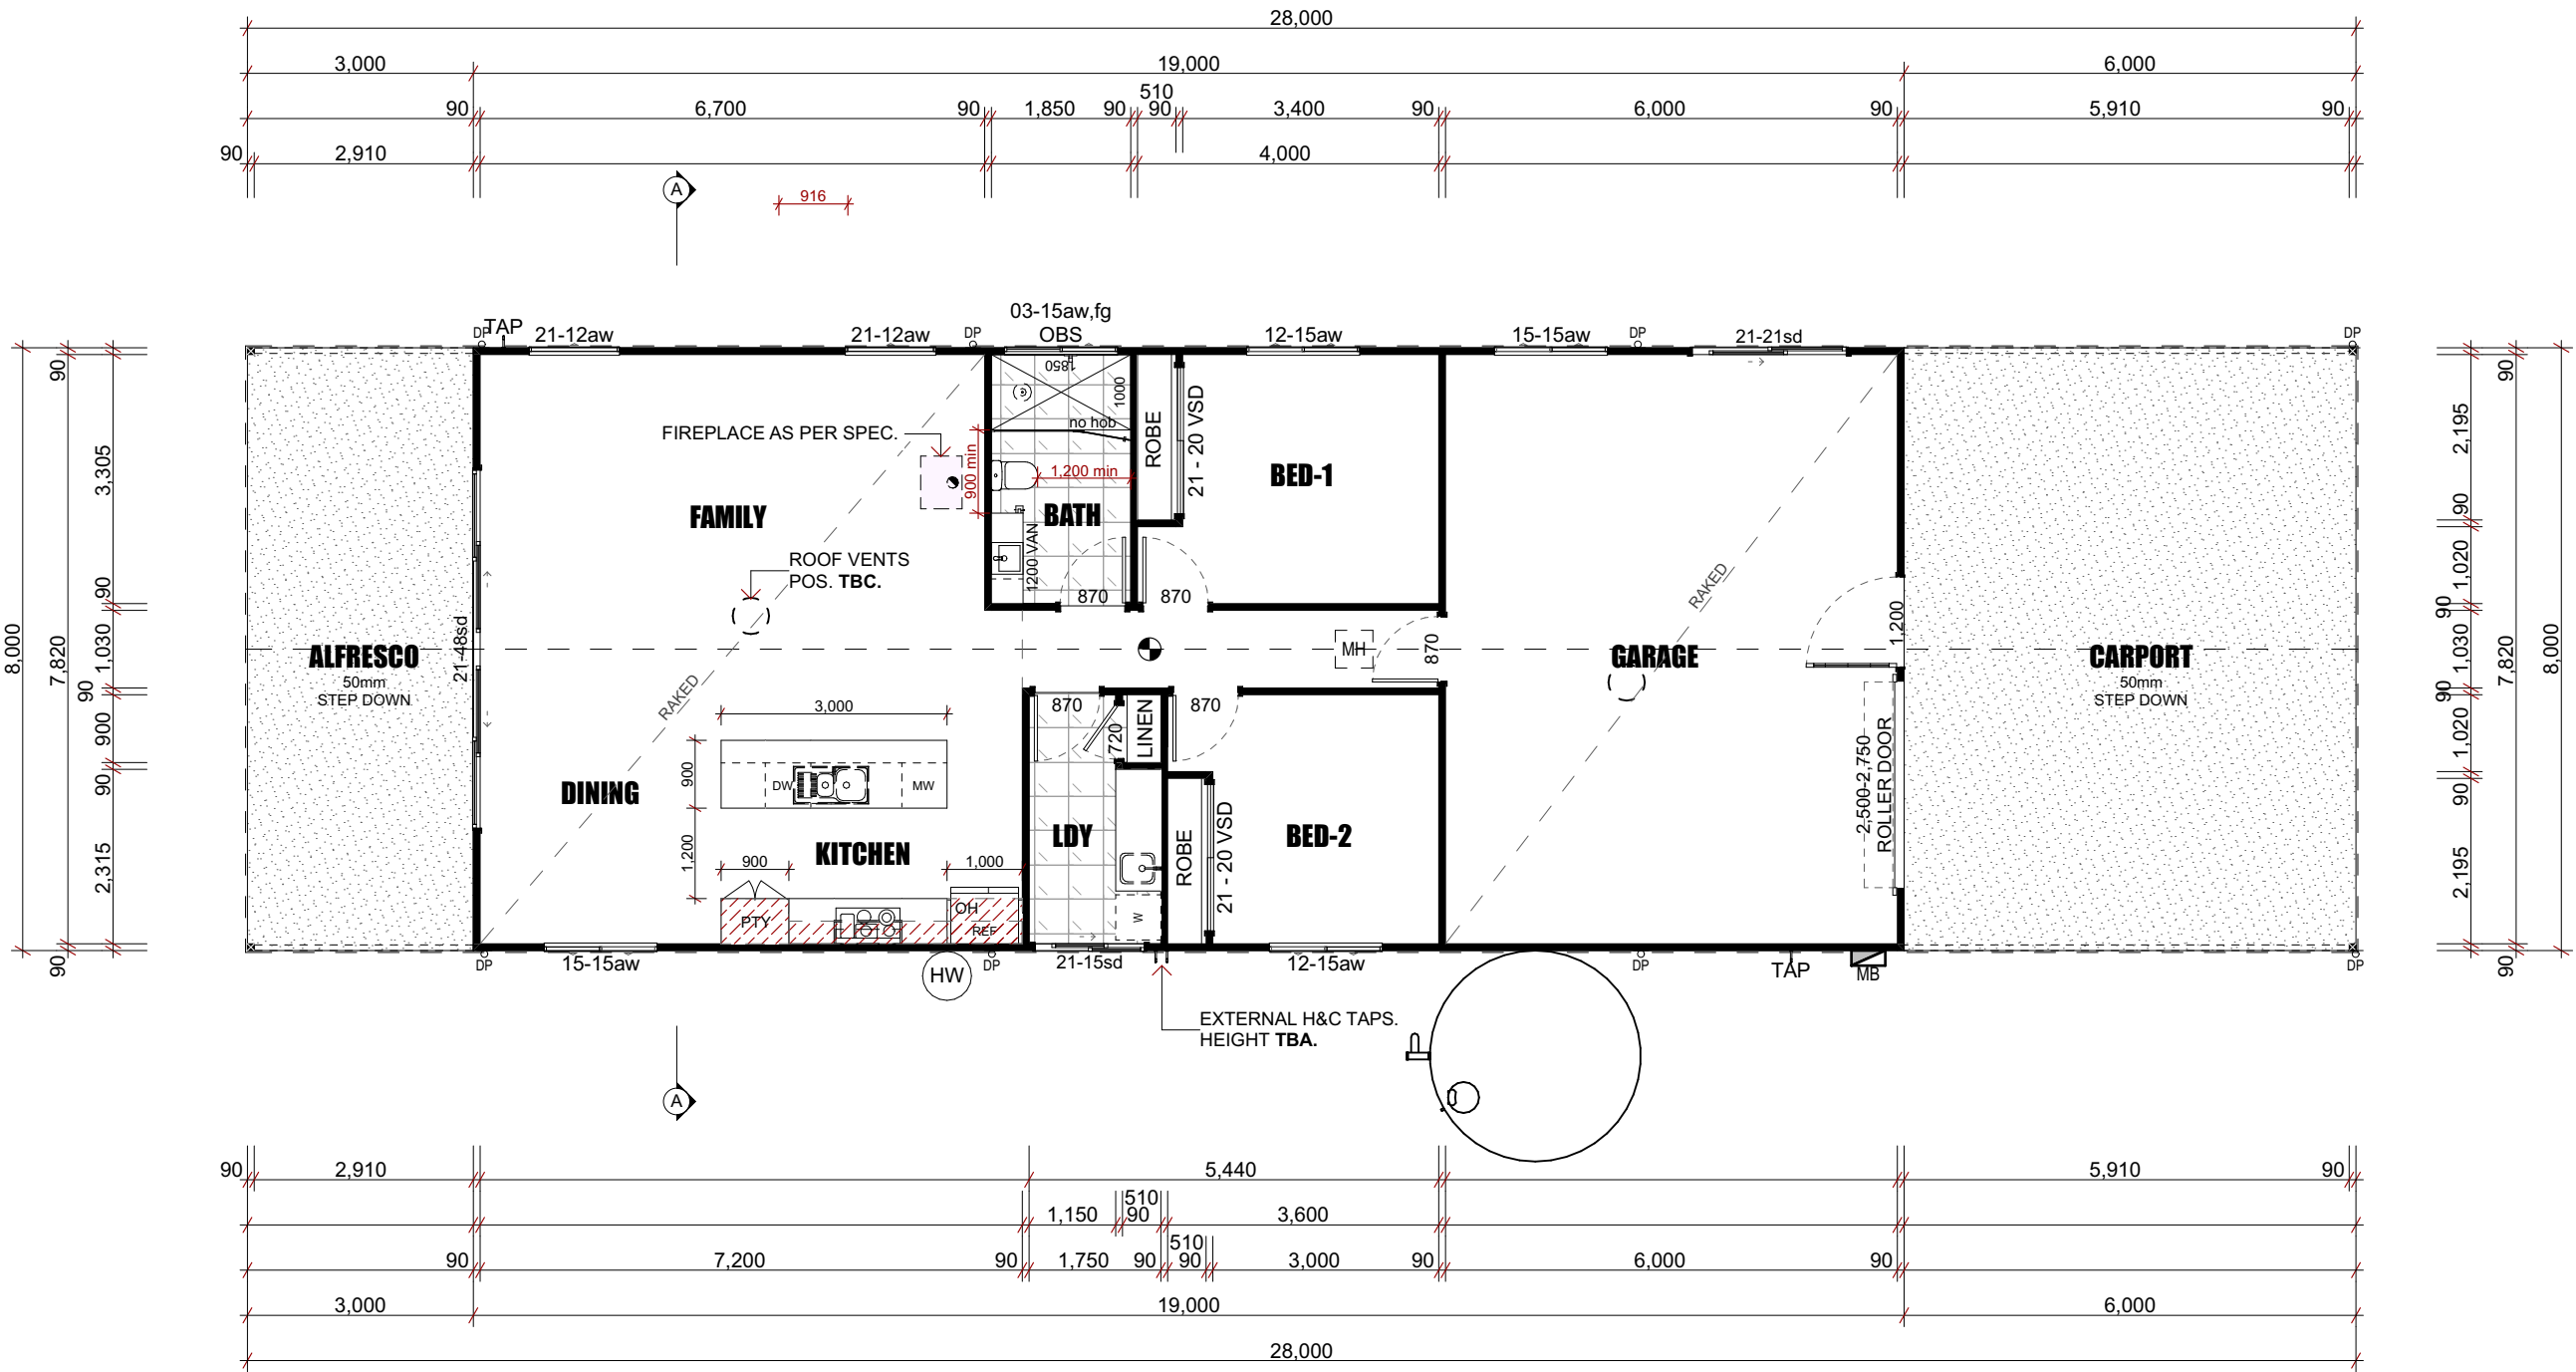 28,000
3,000
19,000
6,000
510
90
6,700
90
1,850
90
90
3,400
90
6,000
90
5,910
90
90
2,910
4,000
A
916
03-15aw,fg
OBS
DP
TAP
21-12aw
21-12aw
DP
12-15aw
15-15aw
DP
21-21sd
DP
1850
1000
no hob
FIREPLACE AS PER SPEC.
900 min
1,200 min
ROBE
21 - 20 VSD
BED-1
FAMILY
BATH
1200 VAN
ROOF VENTS
POS. TBC.
870
870
RAKED
1,200
8,000
7,820
90
3,305
90
1,030
90
900
90
2,315
90
ALFRESCO
50mm
STEP DOWN
21-48sd
MH
870
GARAGE
CARPORT
50mm
STEP DOWN
90
2,195
90
1,020
90
1,030
90
1,020
90
2,195
90
7,820
8,000
RAKED
3,000
870
720
LINEN
870
900
DW
MW
DINING
2,500-2,750
ROLLER DOOR
1,200
KITCHEN
LDY
ROBE
21 - 20 VSD
BED-2
900
1,000
PTY
OH
REF
W
DP
15-15aw
HW
DP
21-15sd
12-15aw
DP
TAP
MB
DP
EXTERNAL H&C TAPS.
HEIGHT TBA.
A
90
2,910
5,440
5,910
90
510
1,150
90
3,600
510
90
7,200
90
1,750
90
90
3,000
90
6,000
90
3,000
19,000
6,000
28,000